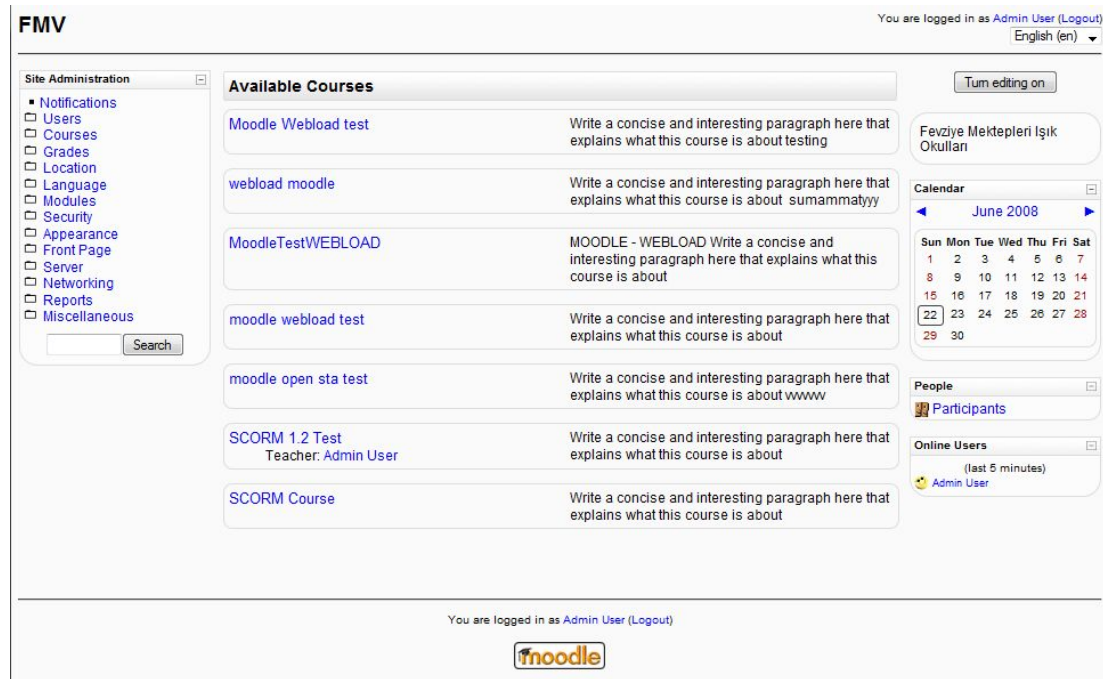 FMV
You are logged in as Admin User (Logout)
English (en)
Site Administration
Notifications
Users
Courses
Grades
Location
Language
Modules
Security
Appearance
Front Page
Server
Networking
Reports
Miscellaneous
Search
Available Courses
Moodle Webload test
Write a concise and interesting paragraph here that
explains what this course is about testing
webload moodle
Write a concise and interesting paragraph here that
explains what this course is about sumammatyyy
MoodleTestWEBLOAD
MOODLE - WEBLOAD Write a concise and
interesting paragraph here that explains what this
course is about
moodle webload test
Write a concise and interesting paragraph here that
explains what this course is about
moodle open sta test
Write a concise and interesting paragraph here that
explains what this course is about
SCORM 1.2 Test
Teacher: Admin User
Write a concise and interesting paragraph here that
explains what this course is about
SCORM Course
Write a concise and interesting paragraph here that
explains what this course is about
Turn editing on
Fevziye Mektepleri Işık
Okulları
Calendar
June 2008
Sun Mon Tue Wed Thu Fri Sat
1 2 3 4 5 6 7
8 9 10 11 12 13 14
15 16 17 18 19 20 21
22 23 24 25 26 27 28
29 30
People
Participants
Online Users
(last 5 minutes)
Admin User
You are logged in as Admin User (Logout)
moodle